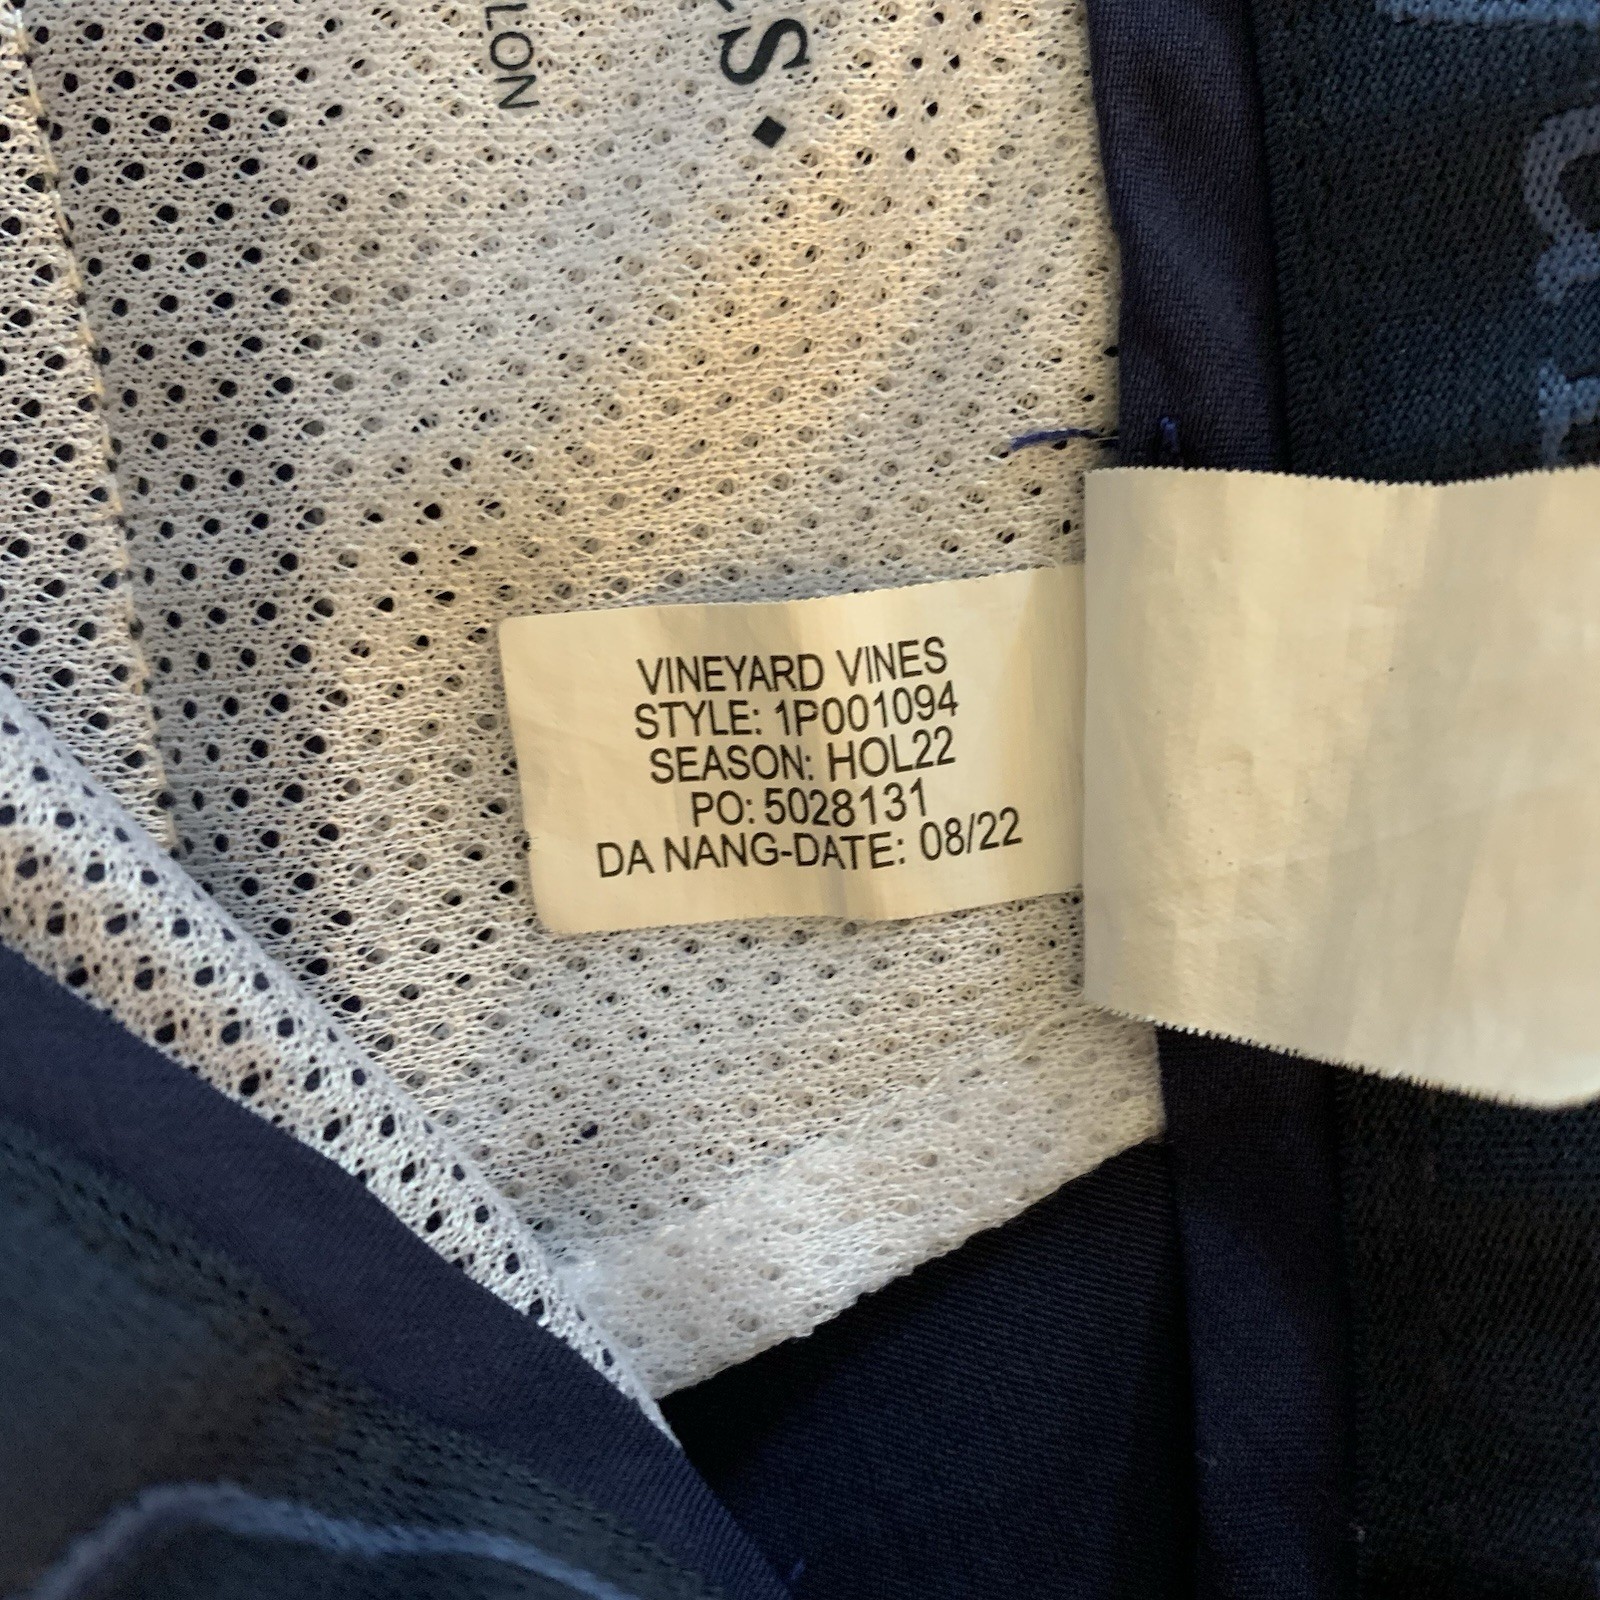 VINEYARD VINES
STYLE: 1P001094
SEASON: HOL22
PO: 5028131
DA NANG-DATE: 08/22